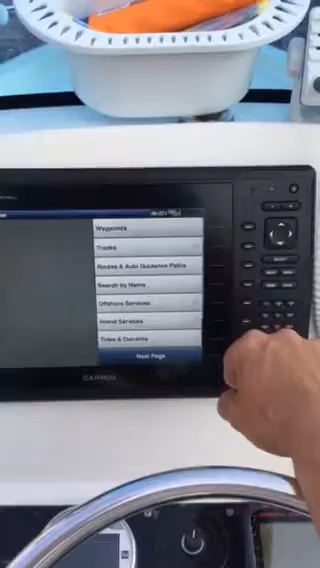 Waypoints
Tracks
Routes & Auto Guidance Paths
Search by Name
Offshore Services
Inland Services
Tides & Currents
Next Page
GARMIN